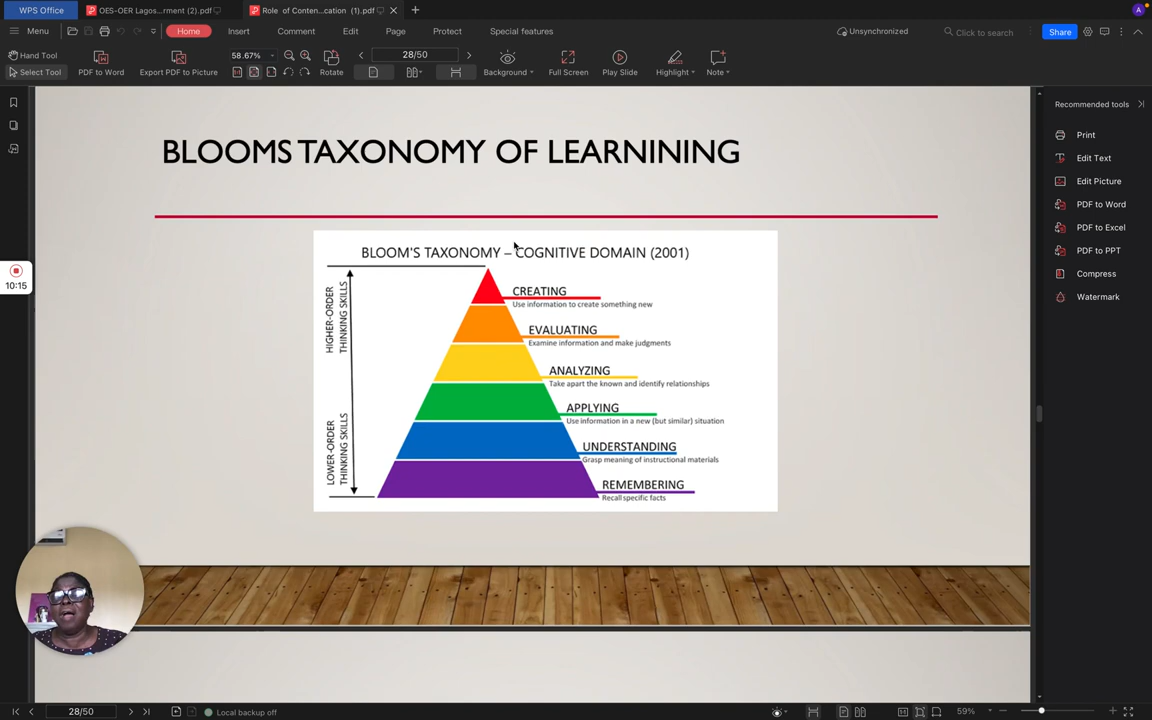 WPS Office
OES-OER Lagos...rment (2).pdf
Role of Conten...cation (1).pdf
A
Menu
Home
Insert
Comment
Edit
Page
Protect
Special features
Unsynchronized
Click to search
Share
Hand Tool
Select Tool
PDF to Word
Export PDF to Picture
58.67%
Rotate
28/50
Background
Full Screen
Play Slide
Highlight
Note
Recommended tools
Print
Edit Text
Edit Picture
PDF to Word
PDF to Excel
PDF to PPT
Compress
Watermark
10:15
BLOOMS TAXONOMY OF LEARNINING
BLOOM'S TAXONOMY – COGNITIVE DOMAIN (2001)
HIGHER-ORDER
THINKING SKILLS
LOWER-ORDER
THINKING SKILLS
CREATING
Use information to create something new
EVALUATING
Examine information and make judgments
ANALYZING
Take apart the known and identify relationships
APPLYING
Use information in a new (but similar) situation
UNDERSTANDING
Grasp meaning of instructional materials
REMEMBERING
Recall specific facts
28/50
Local backup off
59%